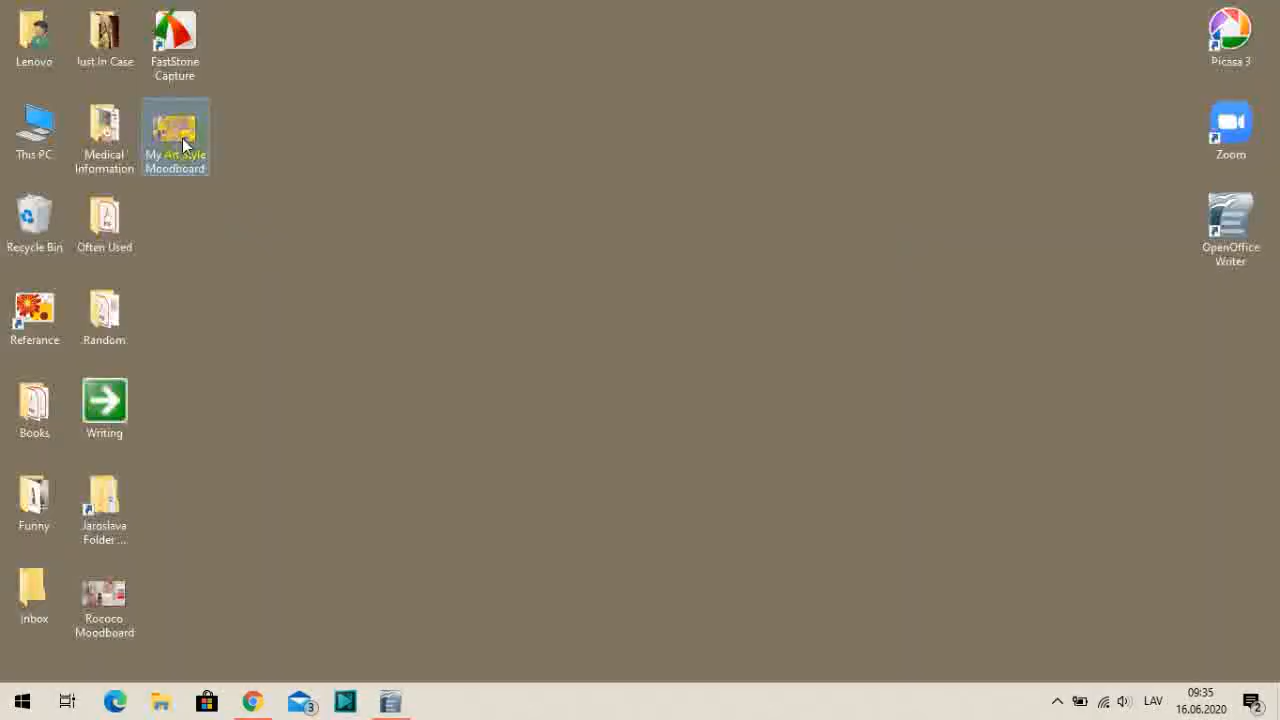 Lenovo
Just In Case
FastStone
Capture
Picasa 3
This PC
Medical
Information
My Art Style
Moodboard
Zoom
Recycle Bin
Often Used
OpenOffice
Writer
Referance
Random
Books
Writing
Funny
Jaroslava
Folder ...
Inbox
Rococo
Moodboard
3
LAV
09:35
16.06.2020
2